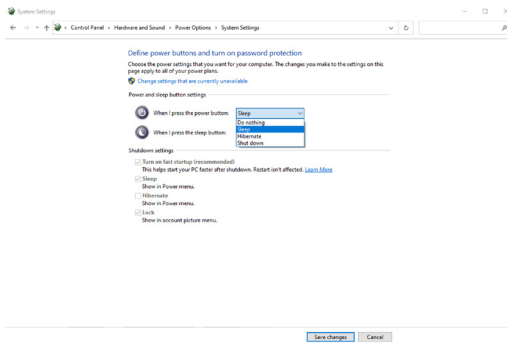 System Settings
Control Panel > Hardware and Sound > Power Options > System Settings
Define power buttons and turn on password protection
Choose the power settings that you want for your computer. The changes you make to the settings on this
page apply to all of your power plans.
Change settings that are currently unavailable
Power and sleep button settings
When I press the power button: Sleep
Do nothing
Sleep
Hibernate
Shut down
When I press the sleep button:
Shutdown settings
Turn on fast startup (recommended)
This helps start your PC faster after shutdown. Restart isn't affected. Learn More
Sleep
Show in Power menu.
Hibernate
Show in Power menu.
Lock
Show in account picture menu.
Save changes Cancel